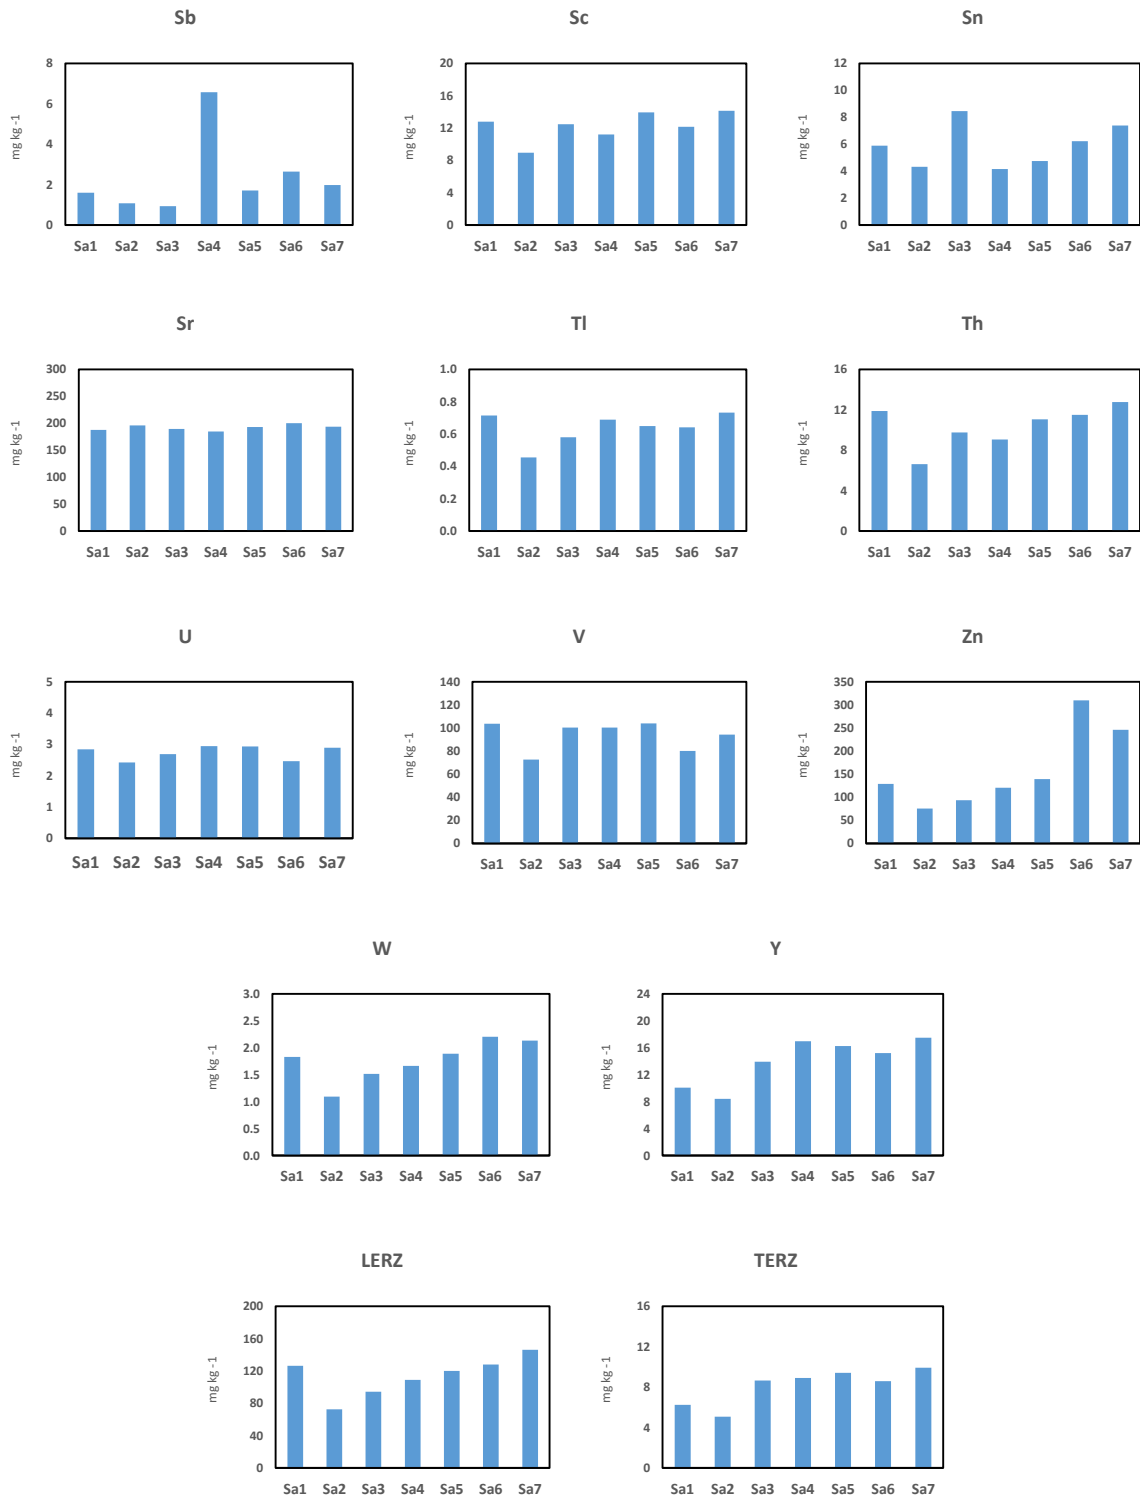 Sb Sc Sn
8 20 12
16 10
6
12 8
4 6
8
4
2
4 2
0 0 0
mg kg -1 mg kg -1 mg kg -1
Sa1 Sa2 Sa3 Sa4 Sa5 Sa6 Sa7 Sa1 Sa2 Sa3 Sa4 Sa5 Sa6 Sa7 Sa1 Sa2 Sa3 Sa4 Sa5 Sa6 Sa7
Sr Tl Th
300 1.0 16
250 0.8 12
200
0.6
150 8
0.4
100
0.2 4
50
0 0.0 0
mg kg -1 mg kg -1 mg kg -1
Sa1 Sa2 Sa3 Sa4 Sa5 Sa6 Sa7 Sa1 Sa2 Sa3 Sa4 Sa5 Sa6 Sa7 Sa1 Sa2 Sa3 Sa4 Sa5 Sa6 Sa7
U V Zn
5 140 350
120 300
4
100 250
3 80 200
2 60 150
40 100
1
20 50
0 0 0
mg kg -1 mg kg -1 mg kg -1
Sa1 Sa2 Sa3 Sa4 Sa5 Sa6 Sa7 Sa1 Sa2 Sa3 Sa4 Sa5 Sa6 Sa7 Sa1 Sa2 Sa3 Sa4 Sa5 Sa6 Sa7
W Y
3.0 24
2.5 20
2.0 16
1.5 12
1.0 8
0.5 4
0.0 0
mg kg -1 mg kg -1
Sa1 Sa2 Sa3 Sa4 Sa5 Sa6 Sa7 Sa1 Sa2 Sa3 Sa4 Sa5 Sa6 Sa7
LERZ TERZ
200 16
160 12
120
8
80
40 4
0 0
mg kg -1 mg kg -1
Sa1 Sa2 Sa3 Sa4 Sa5 Sa6 Sa7 Sa1 Sa2 Sa3 Sa4 Sa5 Sa6 Sa7